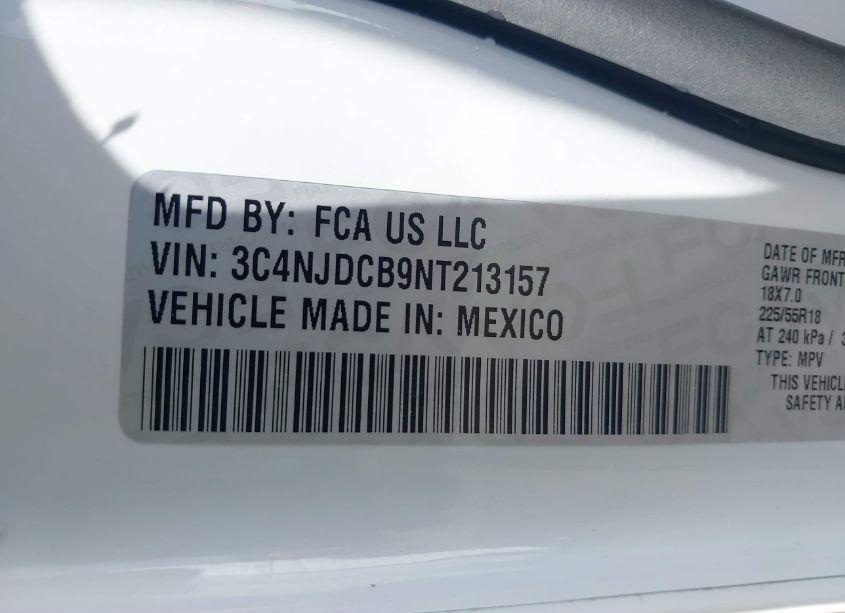 MFD BY: FCA US LLC
VIN: 3C4NJDCB9NT213157
VEHICLE MADE IN: MEXICO
DATE OF MFR
GAWR FRONT
18X7.0
225/55R18
AT 240 kPa /
TYPE: MPV
THIS VEHICL
SAFETY